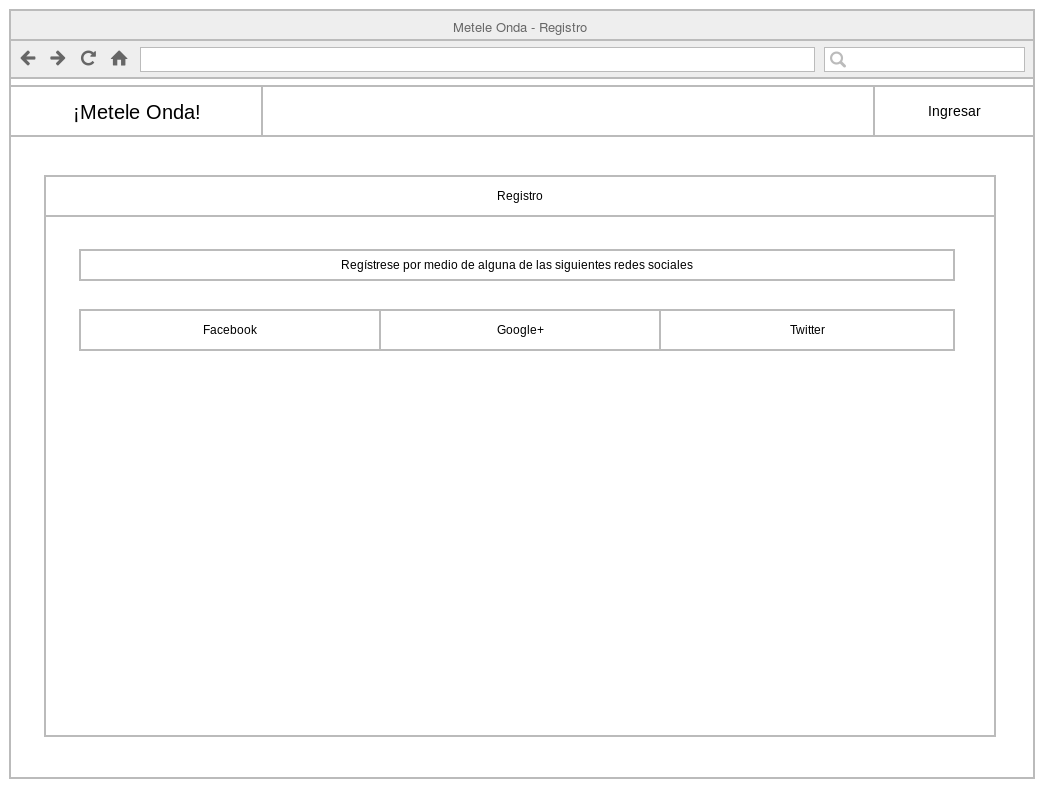 Metele Onda - Registro
¡Metele Onda!
Ingresar
Registro
Regístrese por medio de alguna de las siguientes redes sociales
Facebook
Google+
Twitter